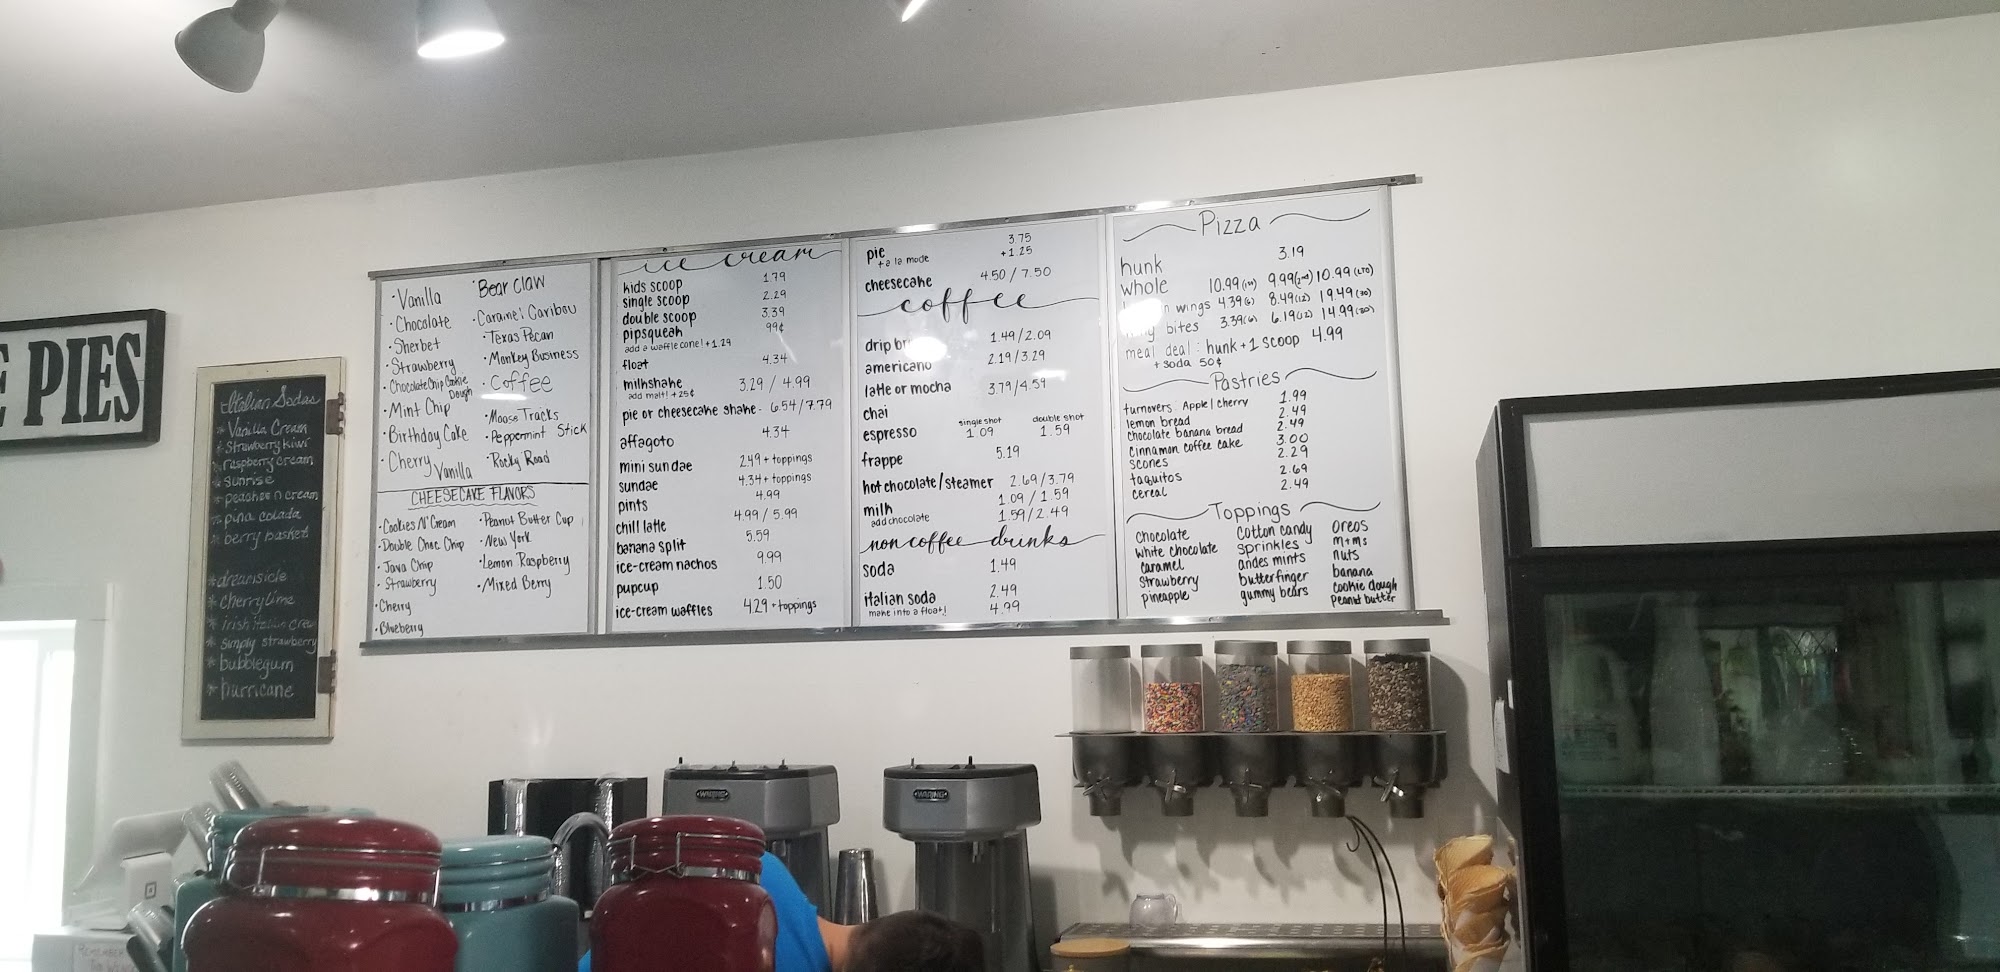 E PIES
Italian Sodas
* Vanilla Cream
* Strawberry Kiwi
raspberry cream
* sunrise
* peaches n cream
* pina colada
* berry basket
* dreamsicle
* cherry lime
* irish italian cream
* simply strawberry
* bubblegum
* hurricane
• Vanilla
• Chocolate
• Sherbet
• Strawberry
• Chocolate Chip Cookie Dough
• Mint Chip
• Birthday Cake
• Cherry Vanilla
• Bear Claw
• Caramel Caribou
• Texas Pecan
• Monkey Business
• Coffee
• Moose Tracks
• Peppermint Stick
• Rocky Road
CHEESECAKE FLAVORS
• Cookies N' Cream
• Double Choc Chip
• Java Chip
• Strawberry
• Cherry
• Blueberry
• Peanut Butter Cup
• New York
• Lemon Raspberry
• Mixed Berry
ice cream
kids scoop 1.79
single scoop 2.29
double scoop 3.39
pipsqueak 99¢
add a waffle cone! +1.29
float 4.34
milkshake 3.29 / 4.99
add malt! +25¢
pie or cheesecake shake - 6.54/7.79
affagoto 4.34
mini sundae 2.49 + toppings
sundae 4.34 + toppings
pints 4.99
chill latte 4.99 / 5.99
banana split 5.59
ice-cream nachos 9.99
pupcup 1.50
ice-cream waffles 4.29 + toppings
pie 3.75
+ a la mode +1.25
cheesecake 4.50 / 7.50
coffee
drip 1.49/2.09
americano 2.19/3.29
latte or mocha 3.79/4.59
chai
single shot double shot
espresso 1.09 1.59
frappe 5.19
hot chocolate/steamer 2.69/3.79
milk 1.09 / 1.59
add chocolate 1.59/2.49
non coffee drinks
soda 1.49
italian soda 2.49
make into a float! 4.99
Pizza
hunk 3.19
whole 10.99 9.99 10.99 (LTO)
wings 4.39(6) 8.49(12) 19.49(30)
bites 3.39(6) 6.19(12) 14.99(30)
meal deal: hunk + 1 scoop 4.99
+ soda 50¢
Pastries
turnovers Apple/cherry 1.99
lemon bread 2.49
chocolate banana bread 2.49
cinnamon coffee cake 3.00
scones 2.29
taquitos 2.69
cereal 2.49
Toppings
chocolate
white chocolate
caramel
strawberry
pineapple
cotton candy
sprinkles
andes mints
butterfinger
gummy bears
oreos
m+ms
nuts
banana
cookie dough
peanut butter
WARING
WARING
REMEMBER